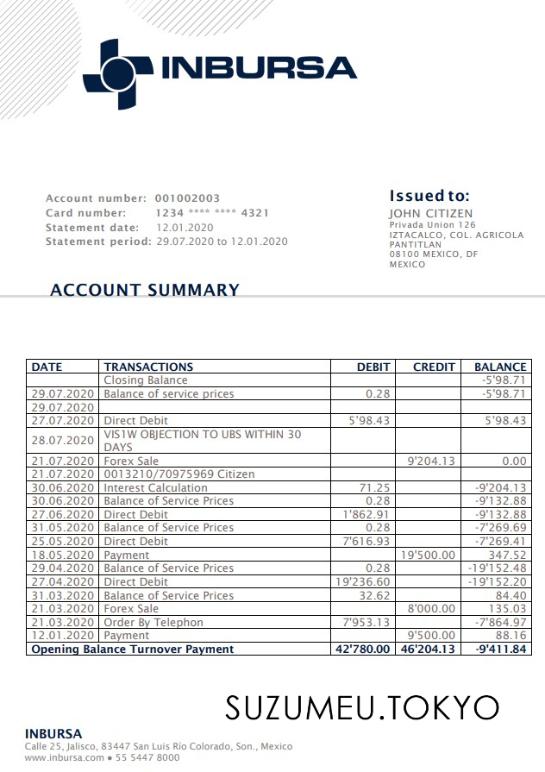 INBURSA
Account number: 001002003
Card number: 1234 **** **** 4321
Statement date: 12.01.2020
Statement period: 29.07.2020 to 12.01.2020
Issued to:
JOHN CITIZEN
Privada Union 126
IZTACALCO, COL. AGRICOLA
PANTITLAN
08100 MEXICO, DF
MEXICO
ACCOUNT SUMMARY
DATE TRANSACTIONS DEBIT CREDIT BALANCE
Closing Balance -5'98.71
29.07.2020 Balance of service prices 0.28 -5'98.71
29.07.2020
27.07.2020 Direct Debit 5'98.43 5'98.43
28.07.2020 VIS1W OBJECTION TO UBS WITHIN 30
DAYS
21.07.2020 Forex Sale 9'204.13 0.00
21.07.2020 0013210/70975969 Citizen
30.06.2020 Interest Calculation 71.25 -9'204.13
30.06.2020 Balance of Service Prices 0.28 -9'132.88
27.06.2020 Direct Debit 1'862.91 -9'132.88
31.05.2020 Balance of Service Prices 0.28 -7'269.69
25.05.2020 Direct Debit 7'616.93 -7'269.41
18.05.2020 Payment 19'500.00 347.52
29.04.2020 Balance of Service Prices 0.28 -19'152.48
27.04.2020 Direct Debit 19'236.60 -19'152.20
31.03.2020 Balance of Service Prices 32.62 84.40
21.03.2020 Forex Sale 8'000.00 135.03
21.03.2020 Order By Telephon 7'953.13 -7'864.97
12.01.2020 Payment 9'500.00 88.16
Opening Balance Turnover Payment 42'780.00 46'204.13 -9'411.84
SUZUMEU.TOKYO
INBURSA
Calle 25, Jalisco, 83447 San Luis Río Colorado, Son., Mexico
www.inbursa.com • 55 5447 8000